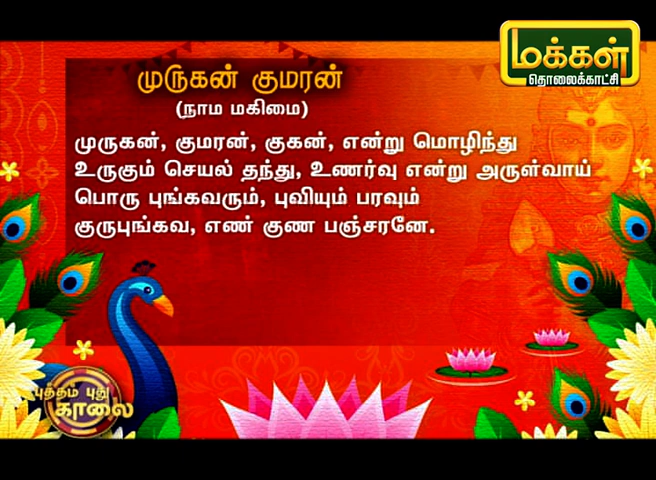 மக்கள்
தொலைக்காட்சி
முருகன் குமரன்
(நாம மகிமை)
முருகன், குமரன், குகன், என்று மொழிந்து
உருகும் செயல் தந்து, உணர்வு என்று அருள்வாய்
பொரு புங்கவரும், புவியும் பரவும்
குருபுங்கவ, எண் குண பஞ்சரனே.
புத்தம் புது
காலை